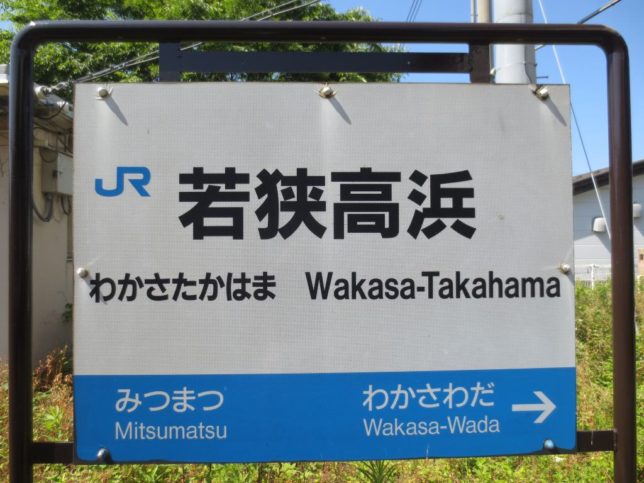 JR 若狭高浜
わかさたかはま Wakasa-Takahama
みつまつ わかさわだ →
Mitsumatsu Wakasa-Wada